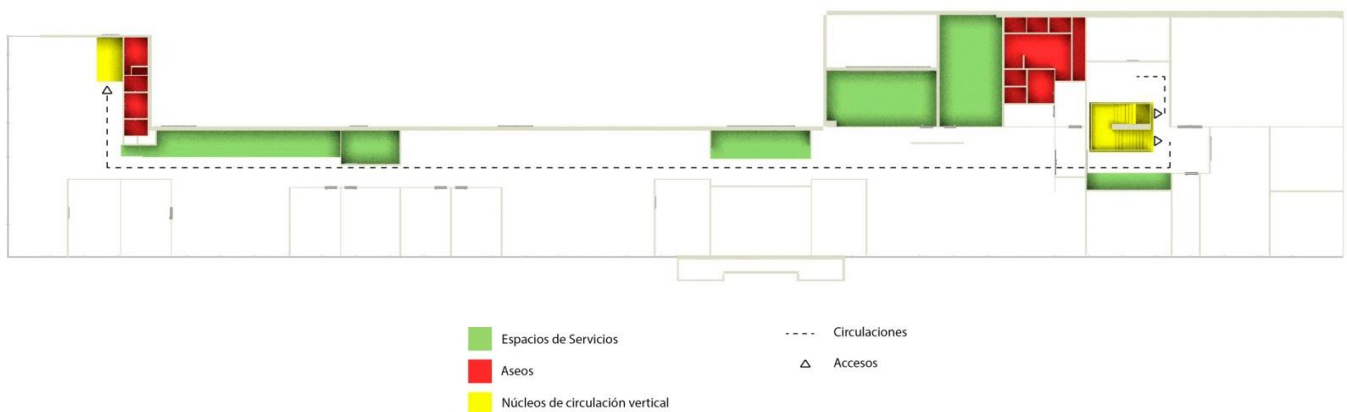 Espacios de Servicios
Aseos
Núcleos de circulación vertical
Circulaciones
Accesos